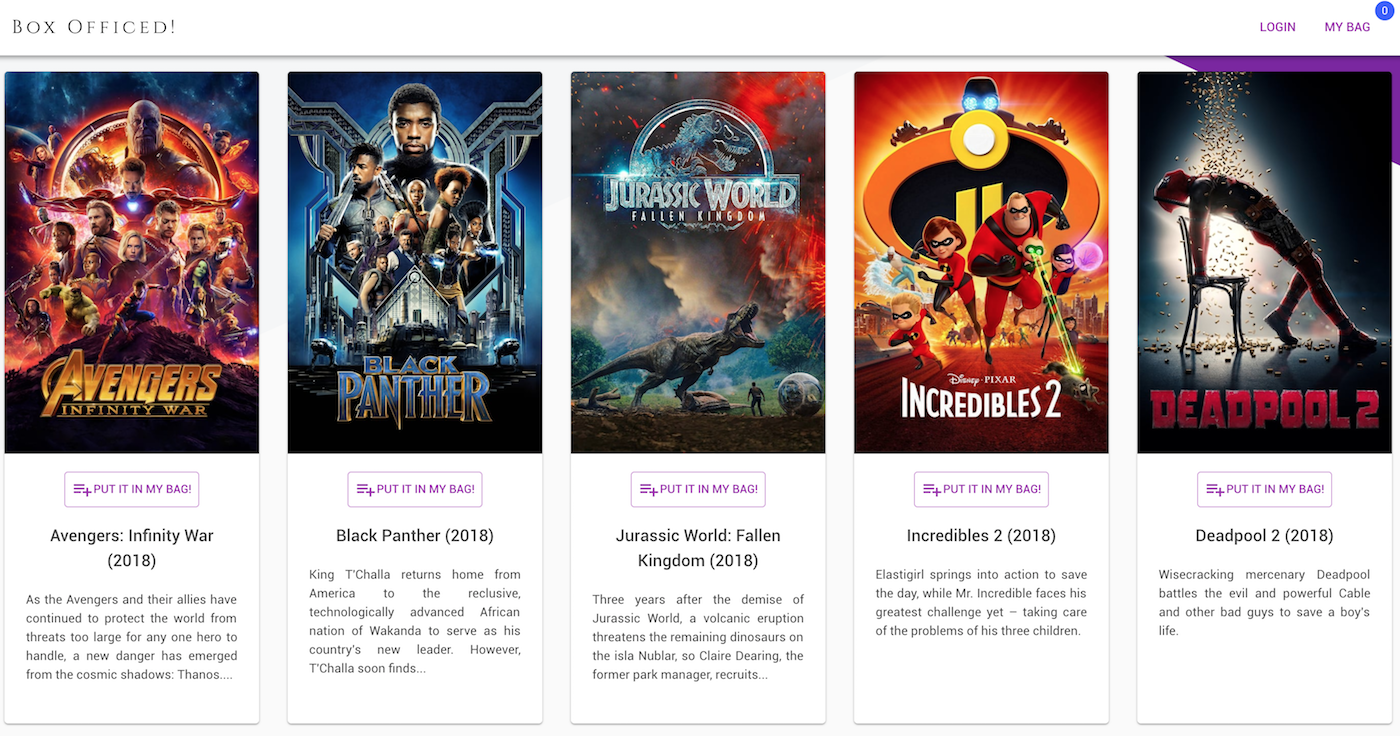 BOX OFFICED!
LOGIN
MY BAG
0
AVENGERS
INFINITY WAR
BLACK
PANTHER
JURASSIC WORLD
FALLEN KINGDOM
Disney · PIXAR
INCREDIBLES 2
DEADPOOL 2
PUT IT IN MY BAG!
PUT IT IN MY BAG!
PUT IT IN MY BAG!
PUT IT IN MY BAG!
PUT IT IN MY BAG!
Avengers: Infinity War
(2018)
As the Avengers and their allies have
continued to protect the world from
threats too large for any one hero to
handle, a new danger has emerged
from the cosmic shadows: Thanos....
Black Panther (2018)
King T'Challa returns home from
America to the reclusive,
technologically advanced African
nation of Wakanda to serve as his
country's new leader. However,
T'Challa soon finds...
Jurassic World: Fallen
Kingdom (2018)
Three years after the demise of
Jurassic World, a volcanic eruption
threatens the remaining dinosaurs on
the isla Nublar, so Claire Dearing, the
former park manager, recruits...
Incredibles 2 (2018)
Elastigirl springs into action to save
the day, while Mr. Incredible faces his
greatest challenge yet – taking care
of the problems of his three children.
Deadpool 2 (2018)
Wisecracking mercenary Deadpool
battles the evil and powerful Cable
and other bad guys to save a boy's
life.